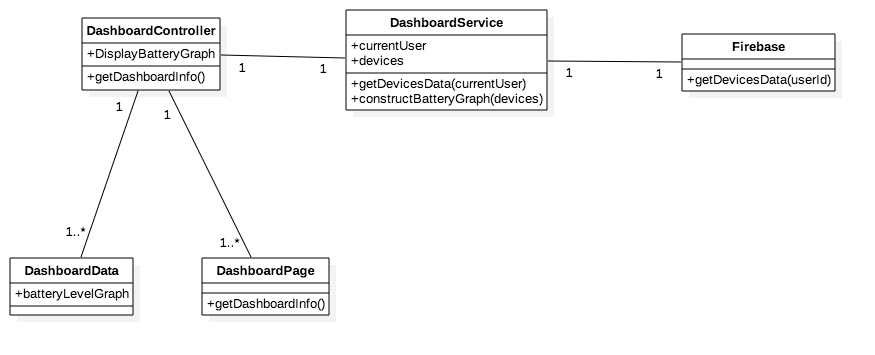 DashboardController
+DisplayBatteryGraph
+getDashboardInfo()
DashboardService
+currentUser
+devices
+getDevicesData(currentUser)
+constructBatteryGraph(devices)
Firebase
+getDevicesData(userId)
1
1
1
1
1
1
1..*
1..*
DashboardData
+batteryLevelGraph
DashboardPage
+getDashboardInfo()